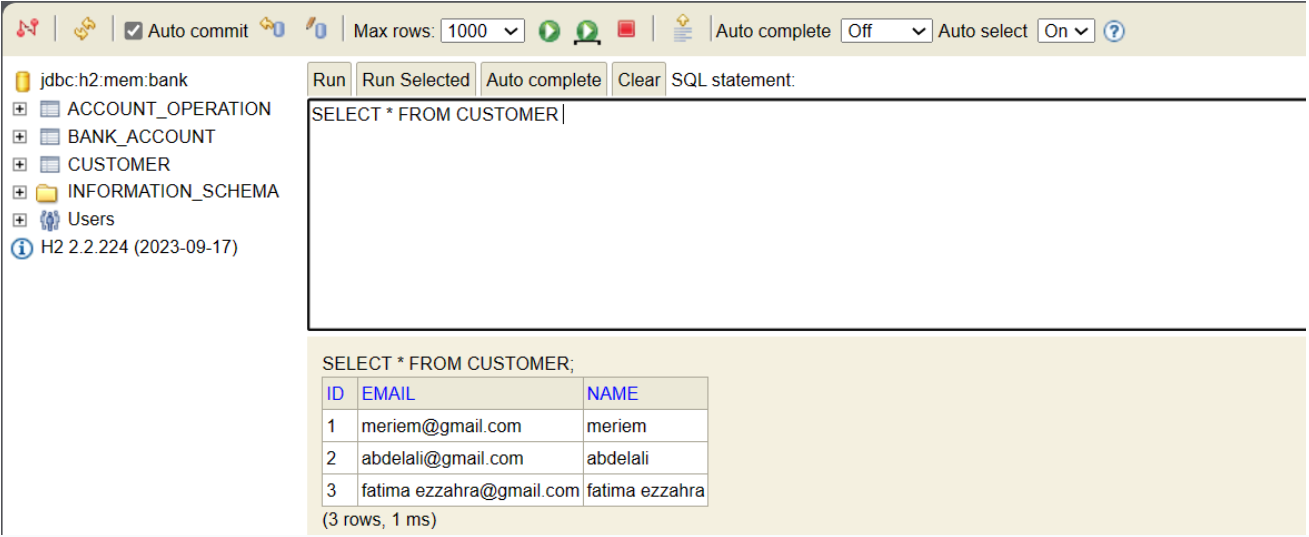 Auto commit Max rows: 1000 Auto complete Off Auto select On
jdbc:h2:mem:bank
ACCOUNT_OPERATION
BANK_ACCOUNT
CUSTOMER
INFORMATION_SCHEMA
Users
H2 2.2.224 (2023-09-17)
Run Run Selected Auto complete Clear SQL statement:
SELECT * FROM CUSTOMER
SELECT * FROM CUSTOMER;
ID EMAIL NAME
1 meriem@gmail.com meriem
2 abdelali@gmail.com abdelali
3 fatima ezzahra@gmail.com fatima ezzahra
(3 rows, 1 ms)